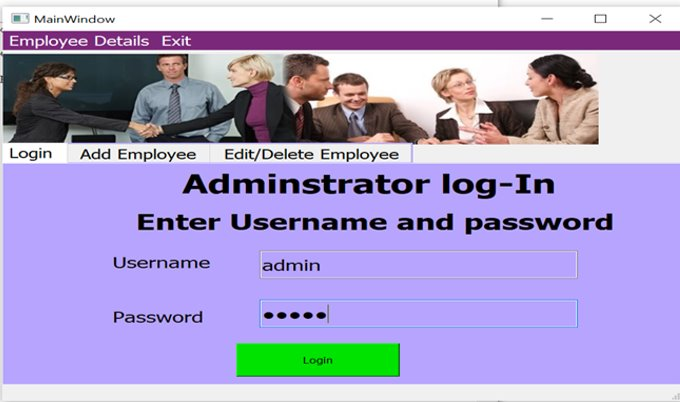 MainWindow
Employee Details Exit
Login Add Employee Edit/Delete Employee
Adminstrator log-In
Enter Username and password
Username admin
Password ●●●●●
Login